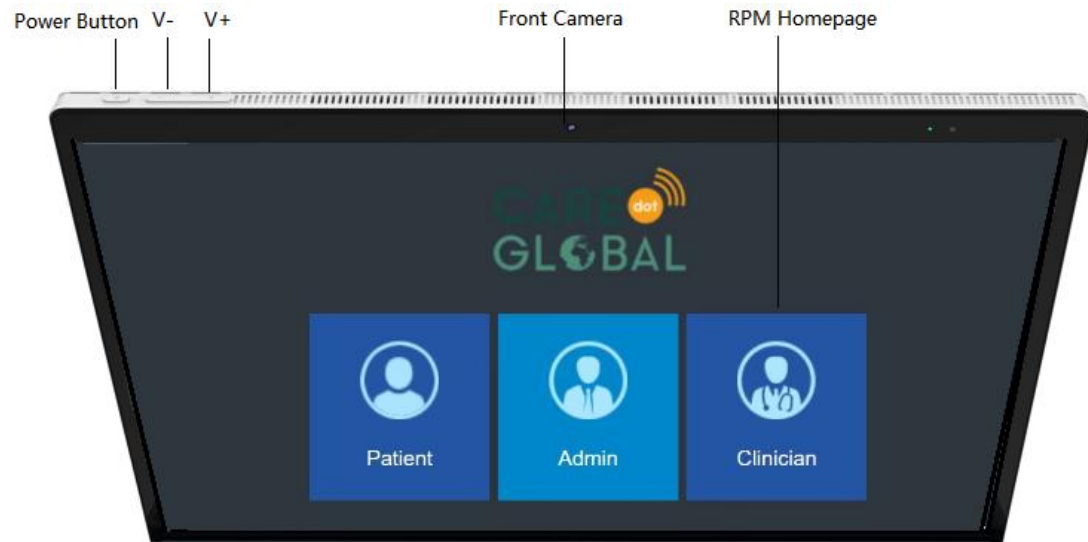 Power Button V- V+ Front Camera RPM Homepage
CARE dot
GLOBAL
Patient Admin Clinician